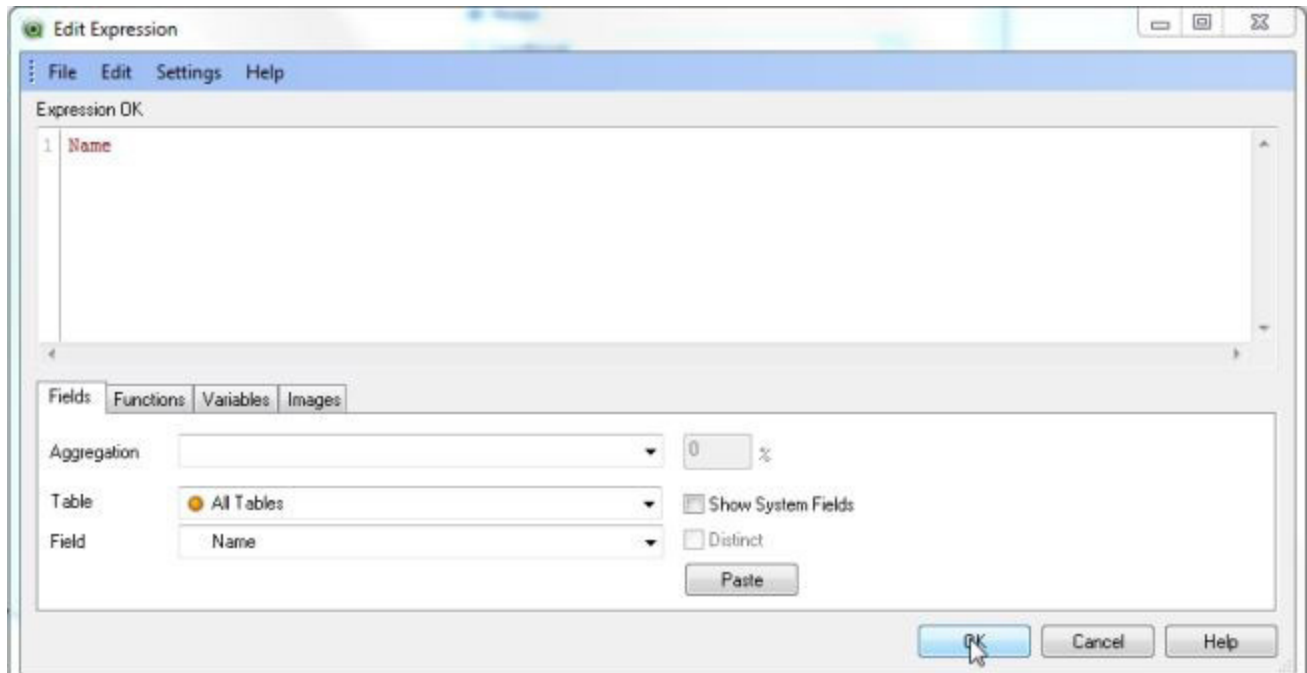 Edit Expression
File Edit Settings Help
Expression OK
1 Name
Fields Functions Variables Images
Aggregation 0 %
Table All Tables Show System Fields
Field Name Distinct
Paste
OK Cancel Help